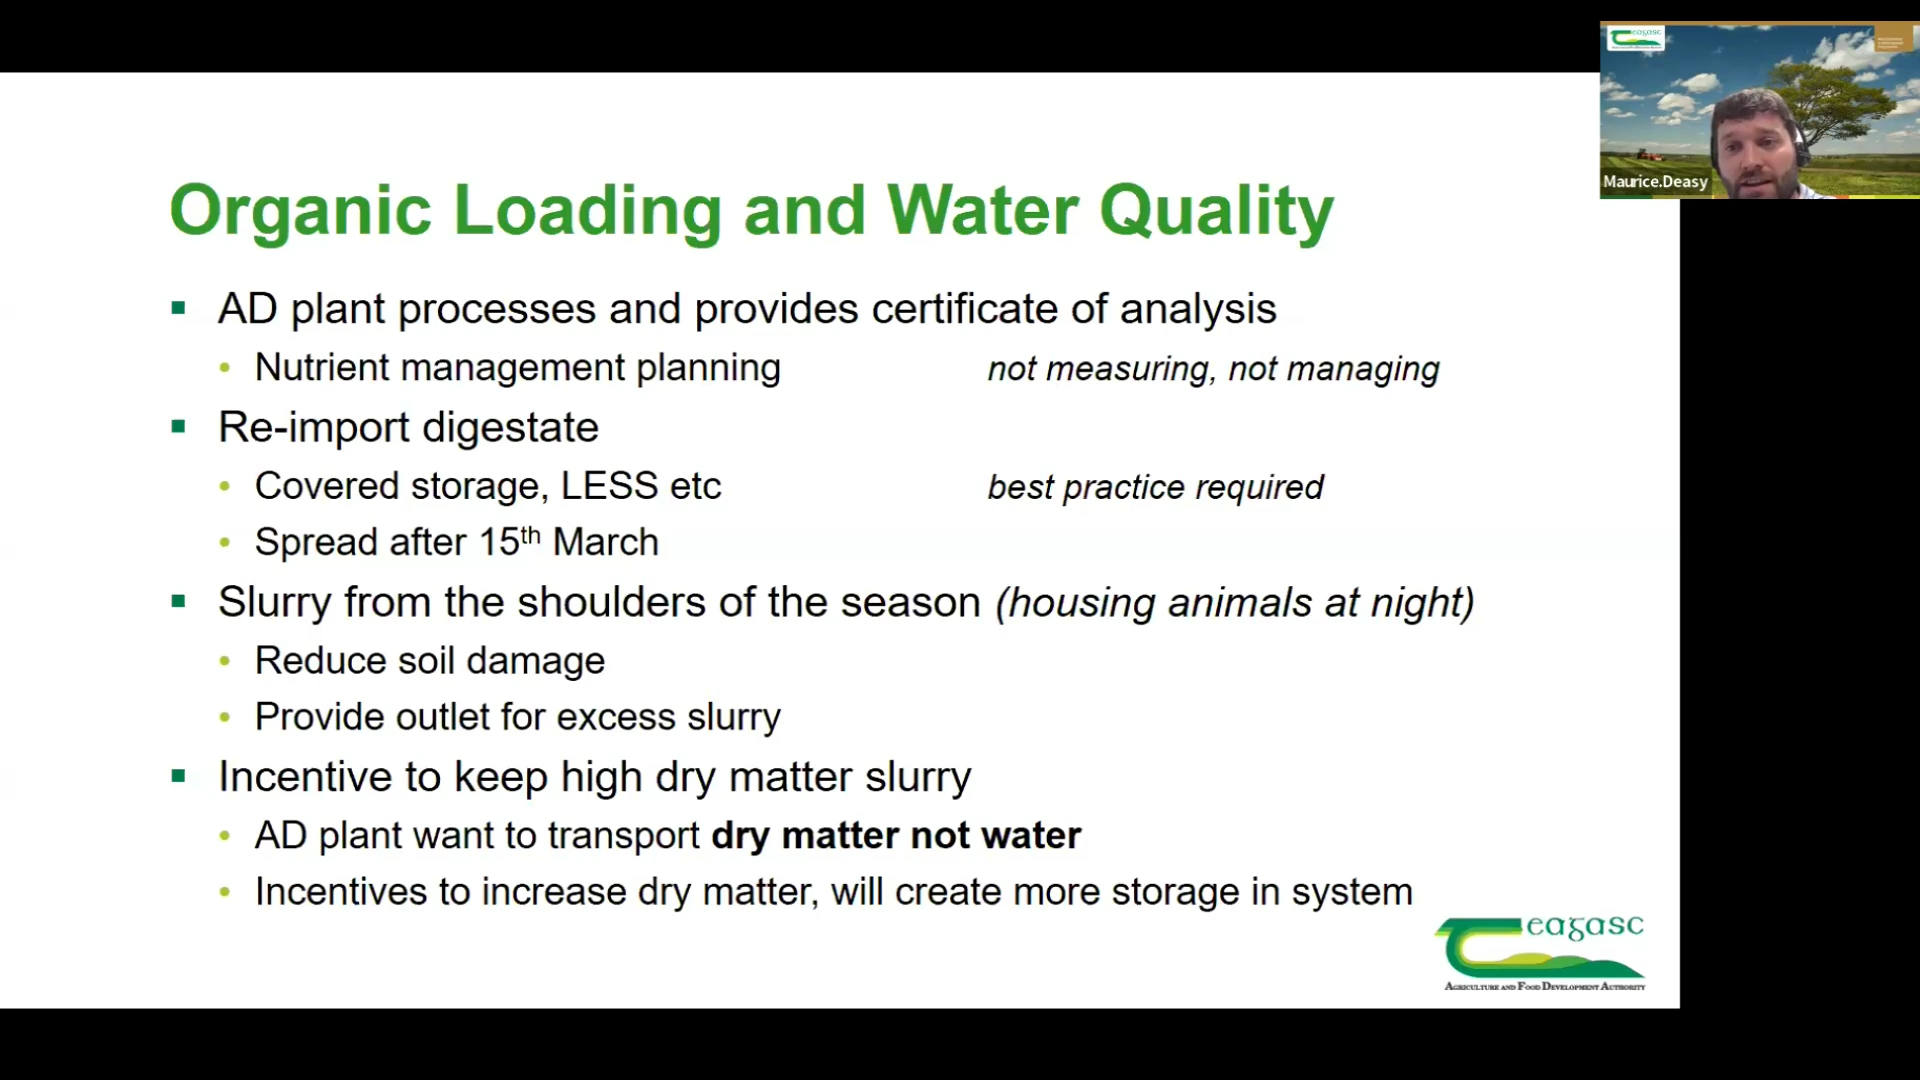 eagasc
Maurice.Deasy
Organic Loading and Water Quality
▪ AD plant processes and provides certificate of analysis
• Nutrient management planning not measuring, not managing
▪ Re-import digestate
• Covered storage, LESS etc best practice required
• Spread after 15th March
▪ Slurry from the shoulders of the season (housing animals at night)
• Reduce soil damage
• Provide outlet for excess slurry
▪ Incentive to keep high dry matter slurry
• AD plant want to transport dry matter not water
• Incentives to increase dry matter, will create more storage in system
eagasc
AGRICULTURE AND FOOD DEVELOPMENT AUTHORITY